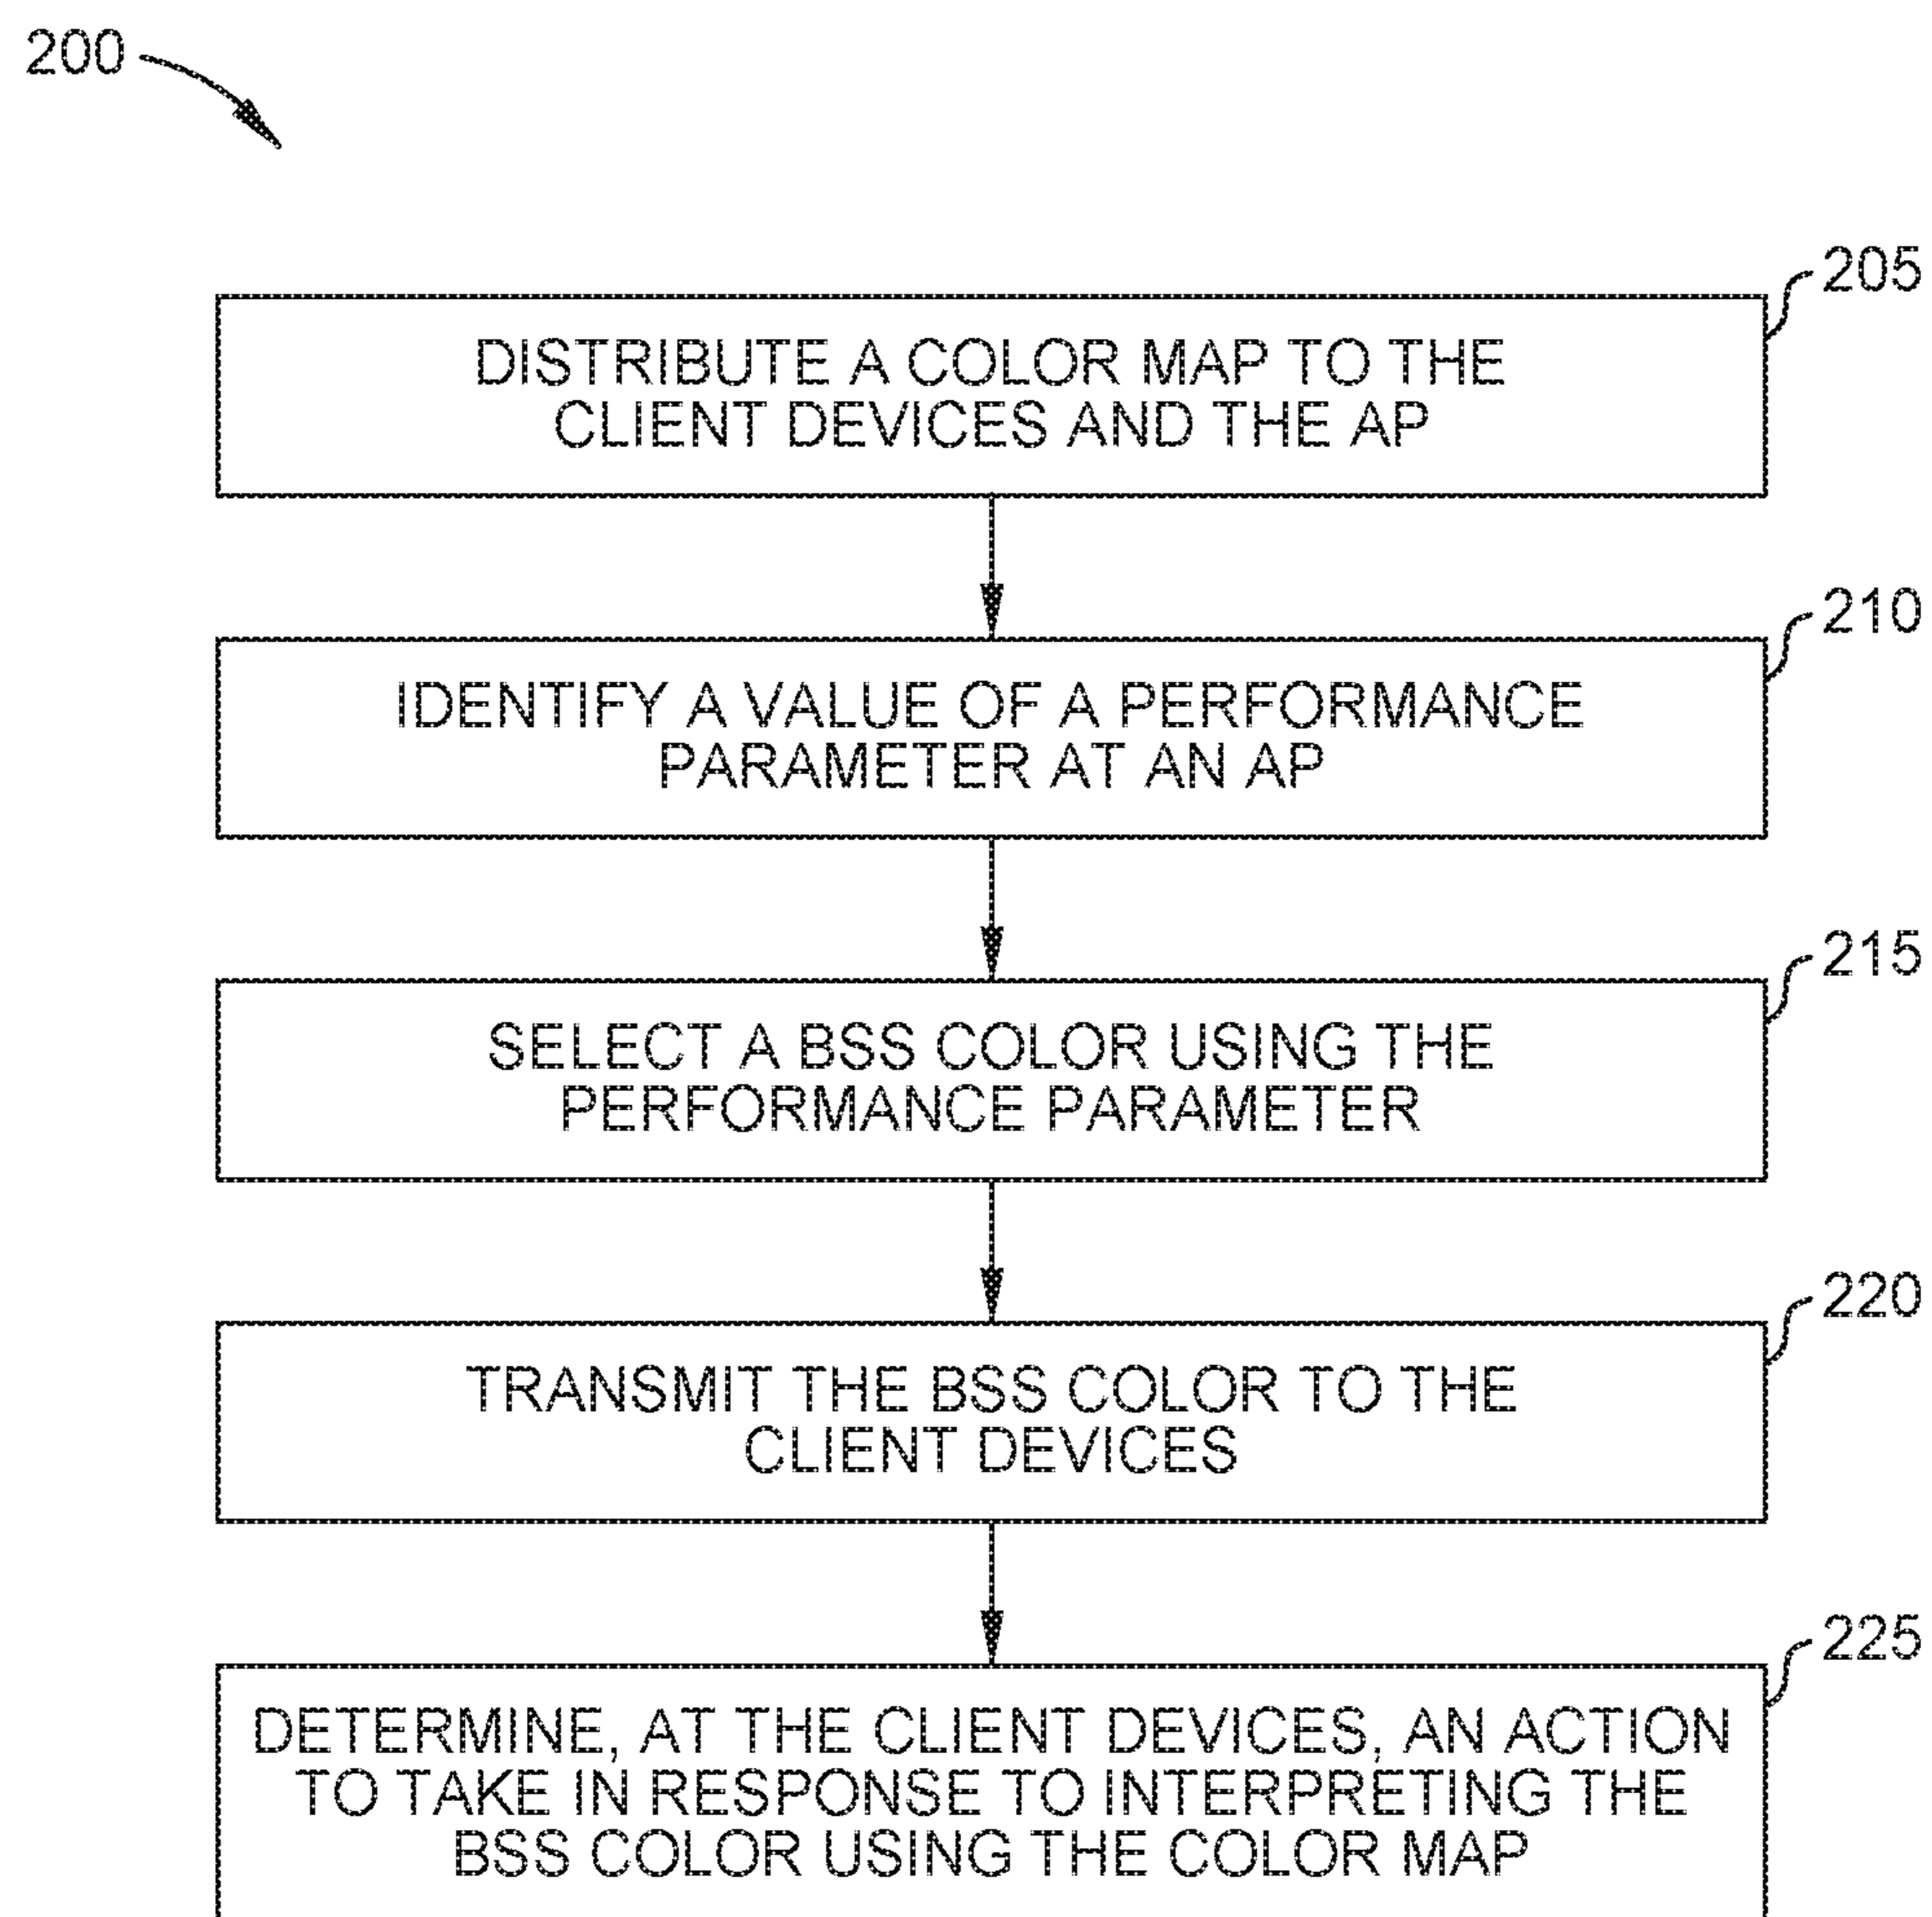 200
205
DISTRIBUTE A COLOR MAP TO THE
CLIENT DEVICES AND THE AP
210
IDENTIFY A VALUE OF A PERFORMANCE
PARAMETER AT AN AP
215
SELECT A BSS COLOR USING THE
PERFORMANCE PARAMETER
220
TRANSMIT THE BSS COLOR TO THE
CLIENT DEVICES
225
DETERMINE, AT THE CLIENT DEVICES, AN ACTION
TO TAKE IN RESPONSE TO INTERPRETING THE
BSS COLOR USING THE COLOR MAP